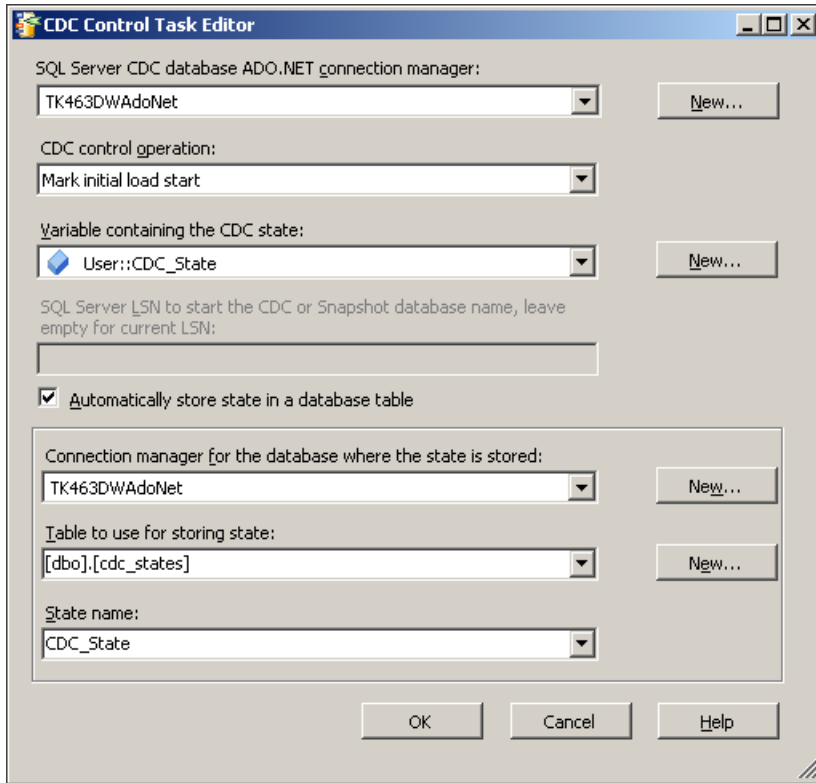 CDC Control Task Editor
SQL Server CDC database ADO.NET connection manager:
TK463DWAdoNet
New...
CDC control operation:
Mark initial load start
Variable containing the CDC state:
User::CDC_State
New...
SQL Server LSN to start the CDC or Snapshot database name, leave
empty for current LSN:
Automatically store state in a database table
Connection manager for the database where the state is stored:
TK463DWAdoNet
New...
Table to use for storing state:
[dbo].[cdc_states]
New...
State name:
CDC_State
OK
Cancel
Help